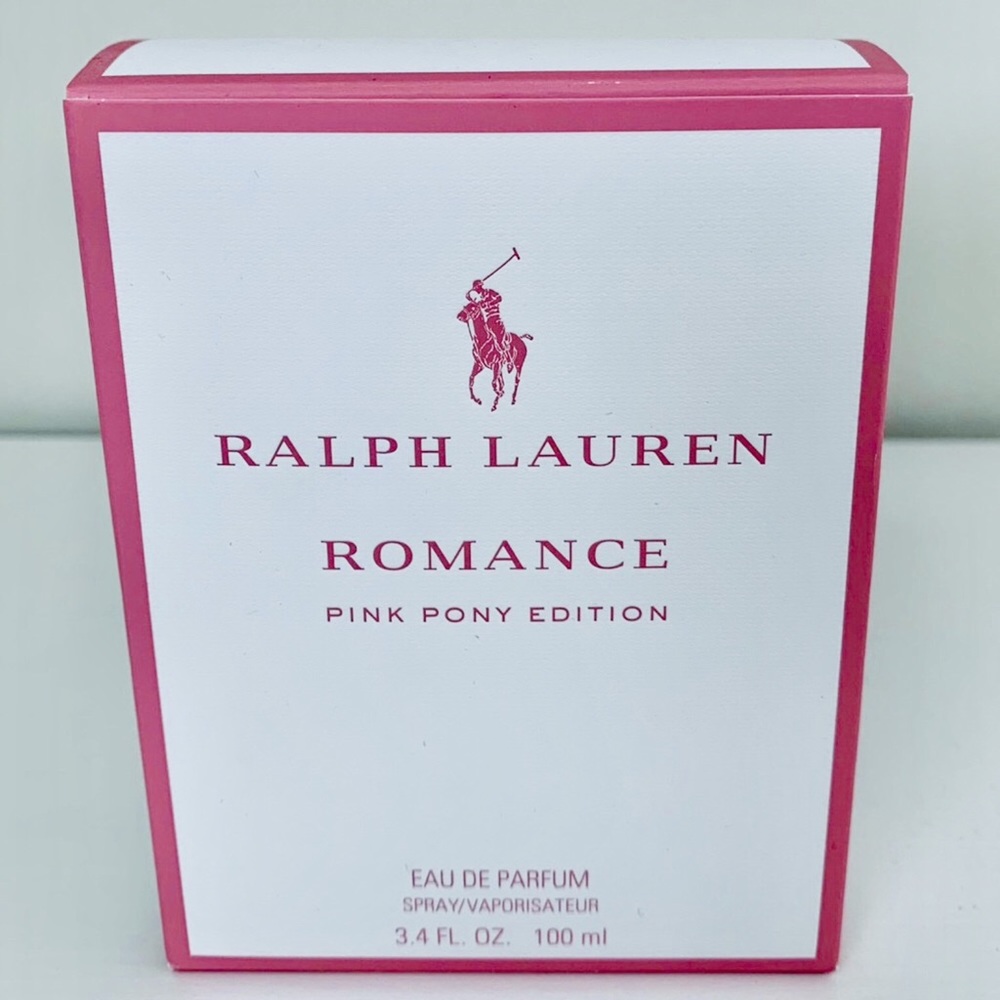 RALPH LAUREN
ROMANCE
PINK PONY EDITION
EAU DE PARFUM
SPRAY/VAPORISATEUR
3.4 FL. OZ. 100 ml